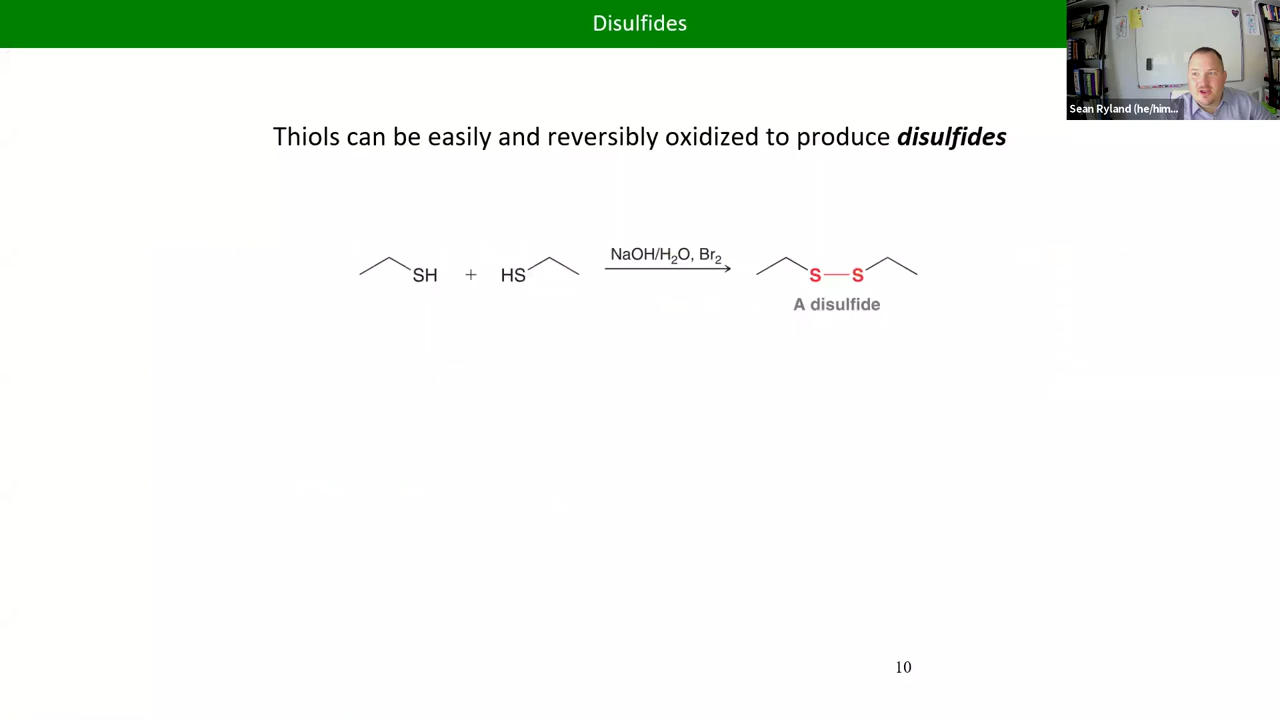 Disulfides
Sean Ryland (he/him...
Thiols can be easily and reversibly oxidized to produce disulfides
SH + HS NaOH/H₂O, Br₂ S S
A disulfide
10